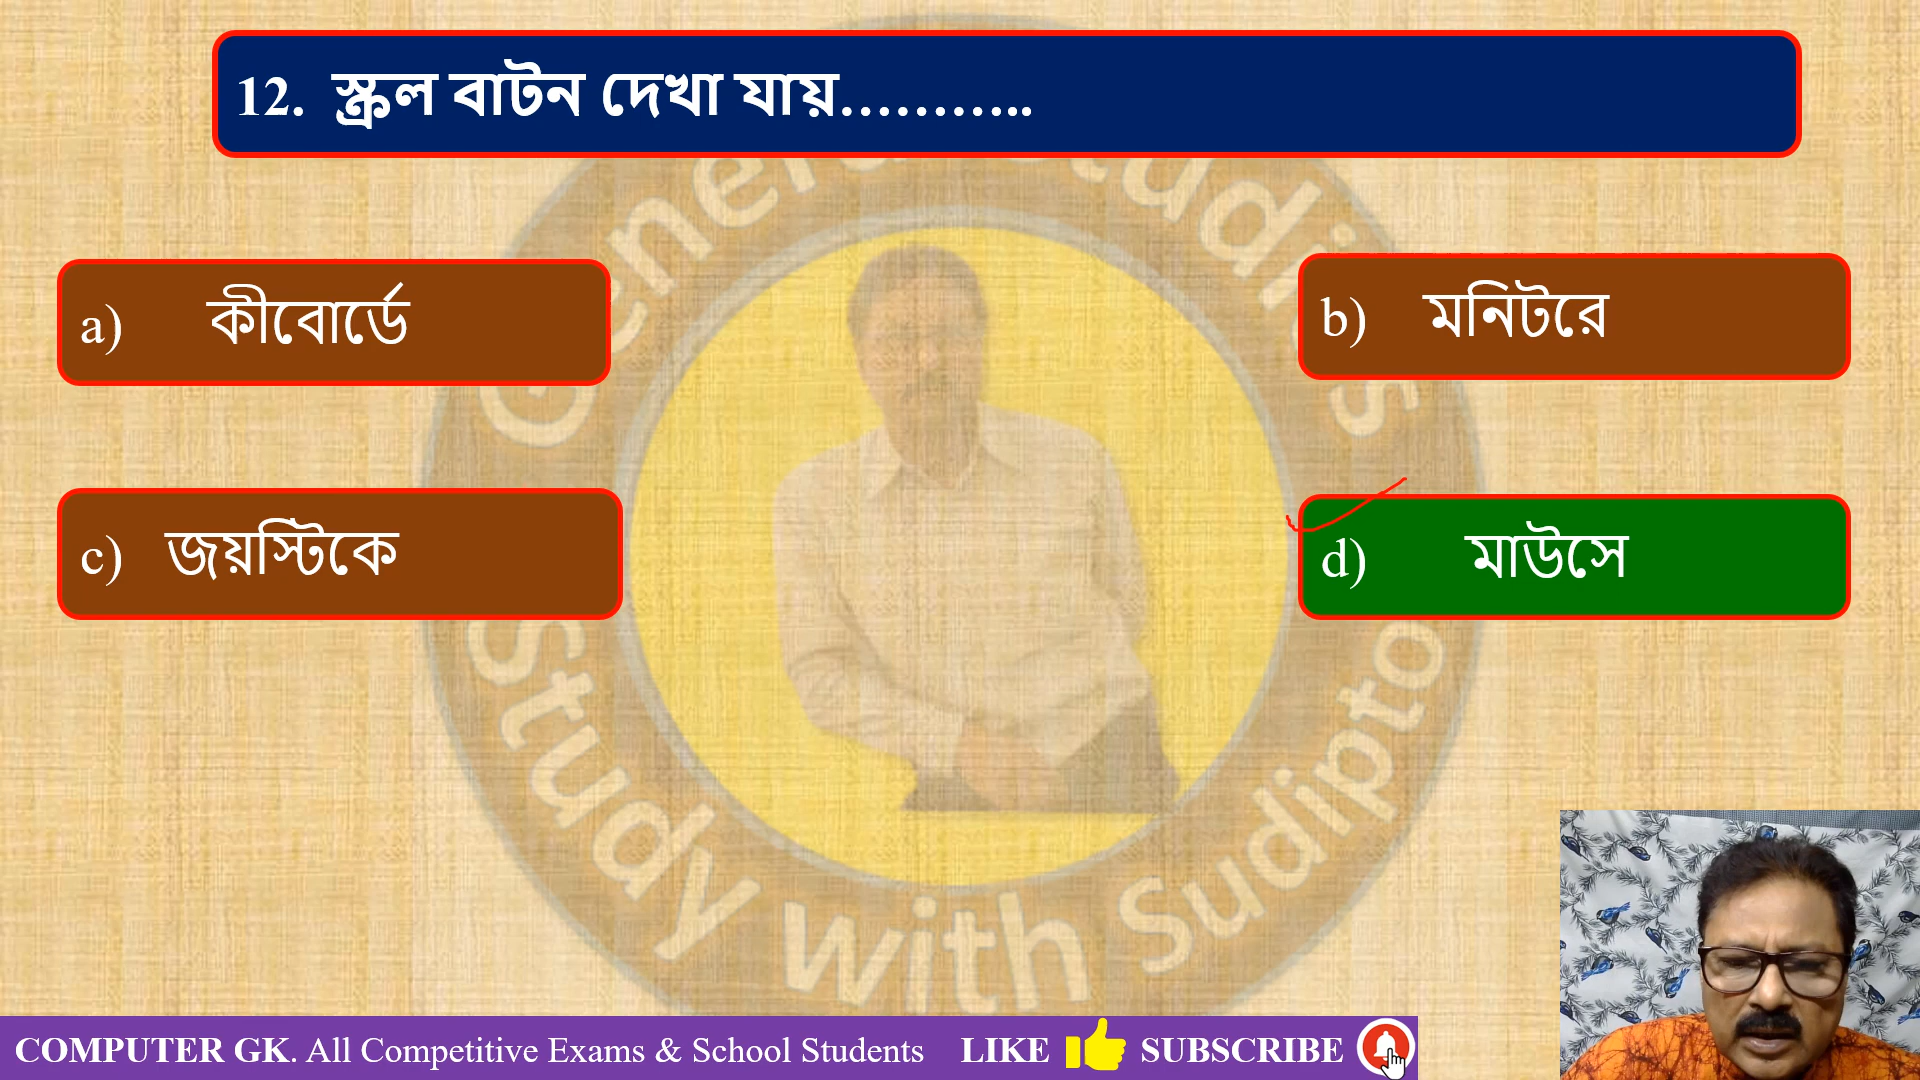 12. স্ক্রল বাটন দেখা যায়………..
a) কীবোর্ডে
b) মনিটরে
c) জয়স্টিকে
d) মাউসে
General Studies
Study with Sudipto
COMPUTER GK. All Competitive Exams & School Students LIKE SUBSCRIBE